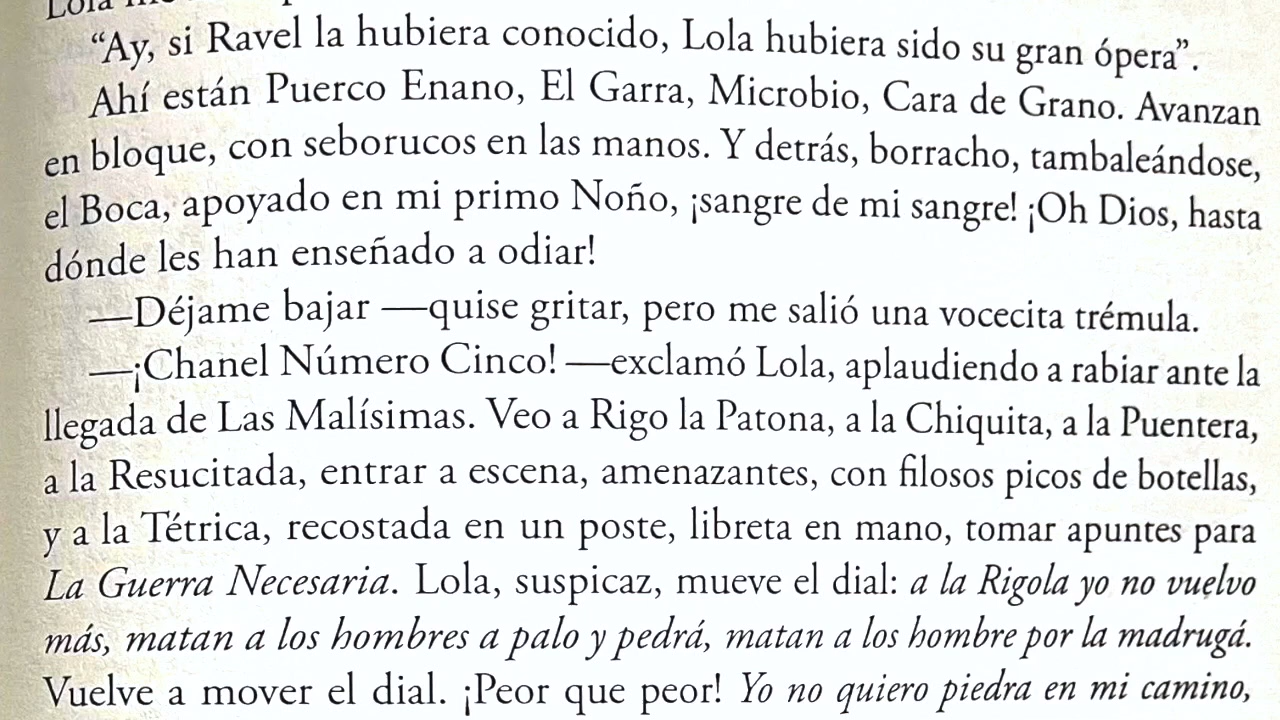 Lola
“Ay, si Ravel la hubiera conocido, Lola hubiera sido su gran ópera”.
Ahí están Puerco Enano, El Garra, Microbio, Cara de Grano. Avanzan
en bloque, con seborucos en las manos. Y detrás, borracho, tambaleándose,
el Boca, apoyado en mi primo Noño, ¡sangre de mi sangre! ¡Oh Dios, hasta
dónde les han enseñado a odiar!
—Déjame bajar —quise gritar, pero me salió una vocecita trémula.
—¡Chanel Número Cinco! —exclamó Lola, aplaudiendo a rabiar ante la
llegada de Las Malísimas. Veo a Rigo la Patona, a la Chiquita, a la Puentera,
a la Resucitada, entrar a escena, amenazantes, con filosos picos de botellas,
y a la Tétrica, recostada en un poste, libreta en mano, tomar apuntes para
La Guerra Necesaria. Lola, suspicaz, mueve el dial: a la Rigola yo no vuelvo
más, matan a los hombres a palo y pedrá, matan a los hombre por la madrugá.
Vuelve a mover el dial. ¡Peor que peor! Yo no quiero piedra en mi camino,